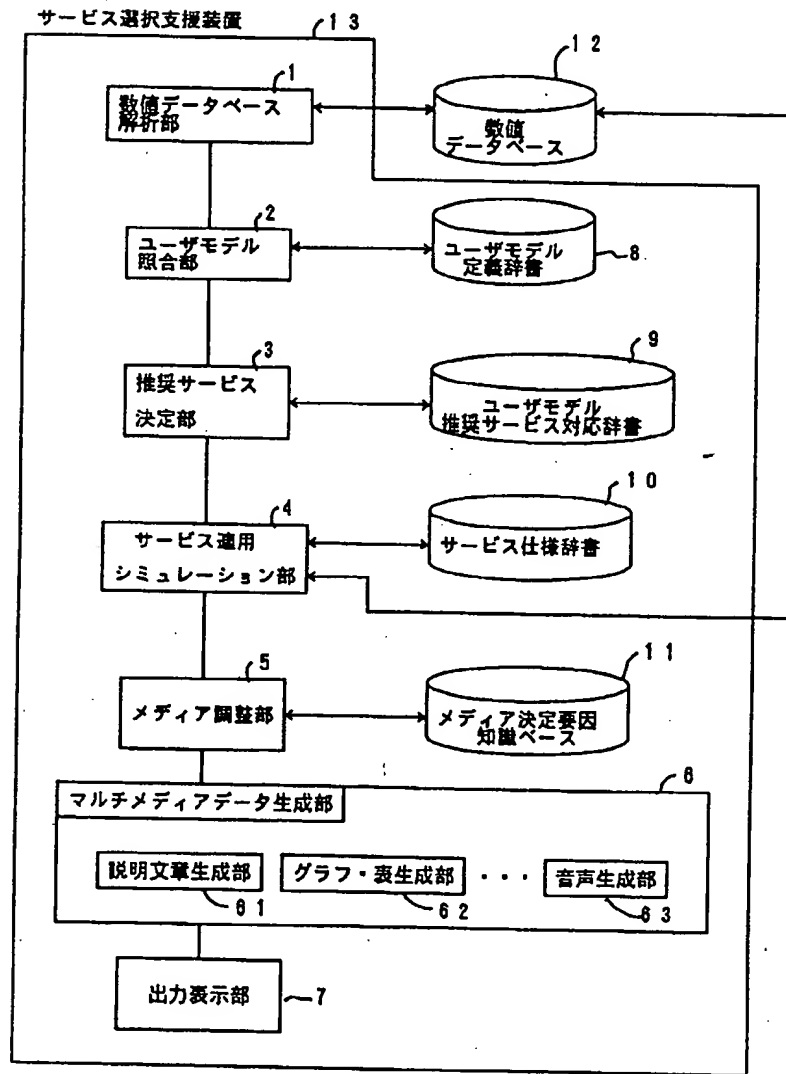 サービス選択支援装置
13
1
数値データベース
解析部
12
数値
データベース
2
ユーザモデル
照合部
ユーザモデル
定義辞書
8
3
推奨サービス
決定部
9
ユーザモデル
推奨サービス対応辞書
4
サービス適用
シミュレーション部
10
サービス仕様辞書
5
メディア調整部
11
メディア決定要因
知識ベース
6
マルチメディアデータ生成部
説明文章生成部
61
グラフ・表生成部
62
・・・
音声生成部
63
出力表示部
7